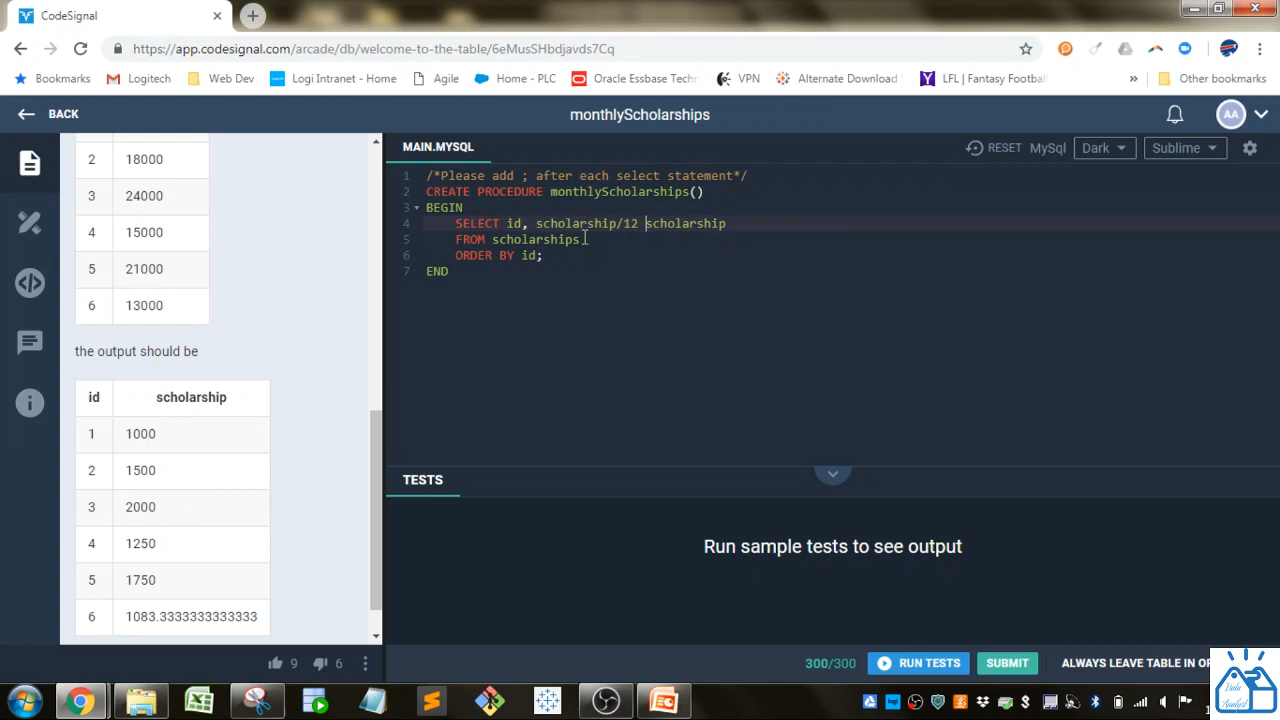 CodeSignal
https://app.codesignal.com/arcade/db/welcome-to-the-table/6eMusSHbdjavds7Cq
Bookmarks Logitech Web Dev Logi Intranet - Home Agile Home - PLC Oracle Essbase Techn VPN Alternate Download LFL | Fantasy Football » Other bookmarks
BACK monthlyScholarships AA
MAIN.MYSQL RESET MySql Dark Sublime
2 18000
3 24000
4 15000
5 21000
6 13000
the output should be
id scholarship
1 1000
2 1500
3 2000
4 1250
5 1750
6 1083.3333333333333
9 6
1 /*Please add ; after each select statement*/
2 CREATE PROCEDURE monthlyScholarships()
3 BEGIN
4 SELECT id, scholarship/12 scholarship
5 FROM scholarships
6 ORDER BY id;
7 END
TESTS
Run sample tests to see output
300/300 RUN TESTS SUBMIT ALWAYS LEAVE TABLE IN OR
Data
Analyst